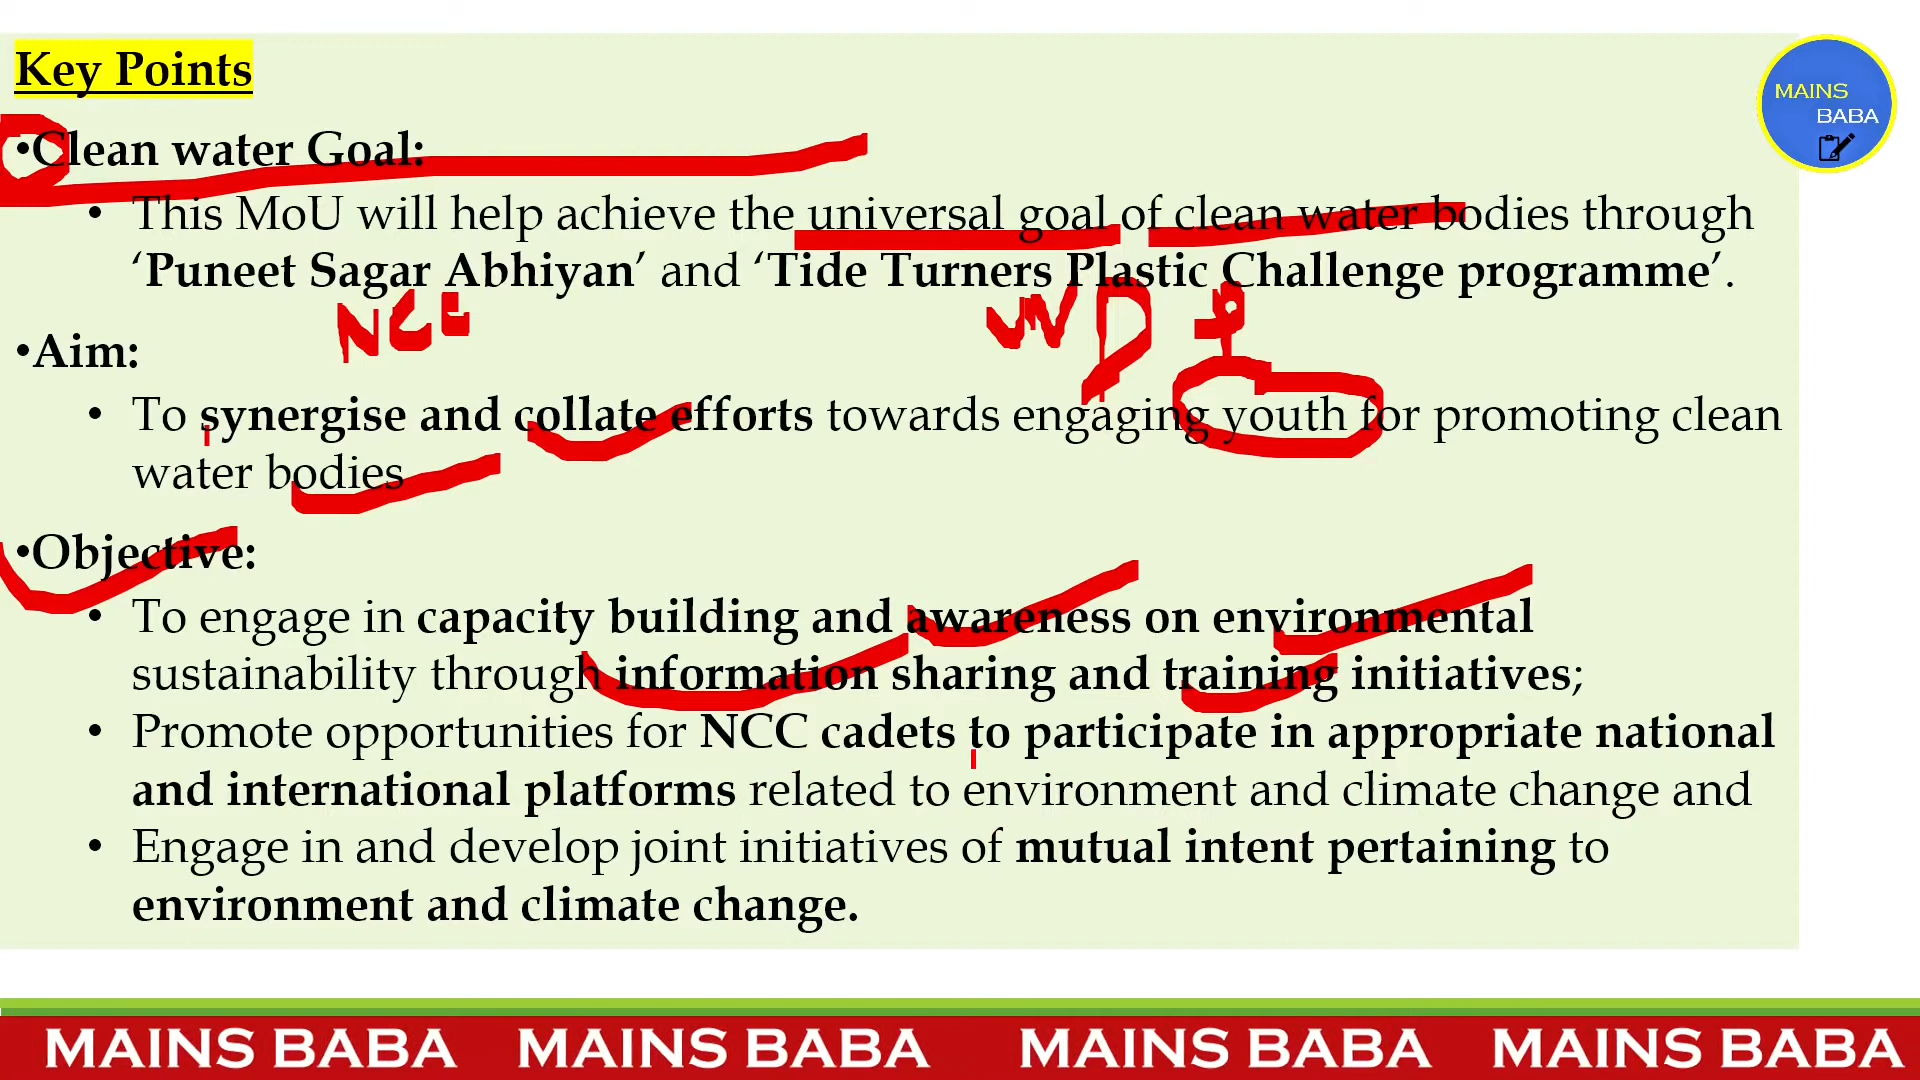 Key Points
MAINS
BABA
•Clean water Goal:
• This MoU will help achieve the universal goal of clean water bodies through
‘Puneet Sagar Abhiyan’ and ‘Tide Turners Plastic Challenge programme’.
NCC
•Aim:
• To synergise and collate efforts towards engaging youth for promoting clean
water bodies
•Objective:
• To engage in capacity building and awareness on environmental
sustainability through information sharing and training initiatives;
• Promote opportunities for NCC cadets to participate in appropriate national
and international platforms related to environment and climate change and
• Engage in and develop joint initiatives of mutual intent pertaining to
environment and climate change.
MAINS BABA MAINS BABA MAINS BABA MAINS BABA